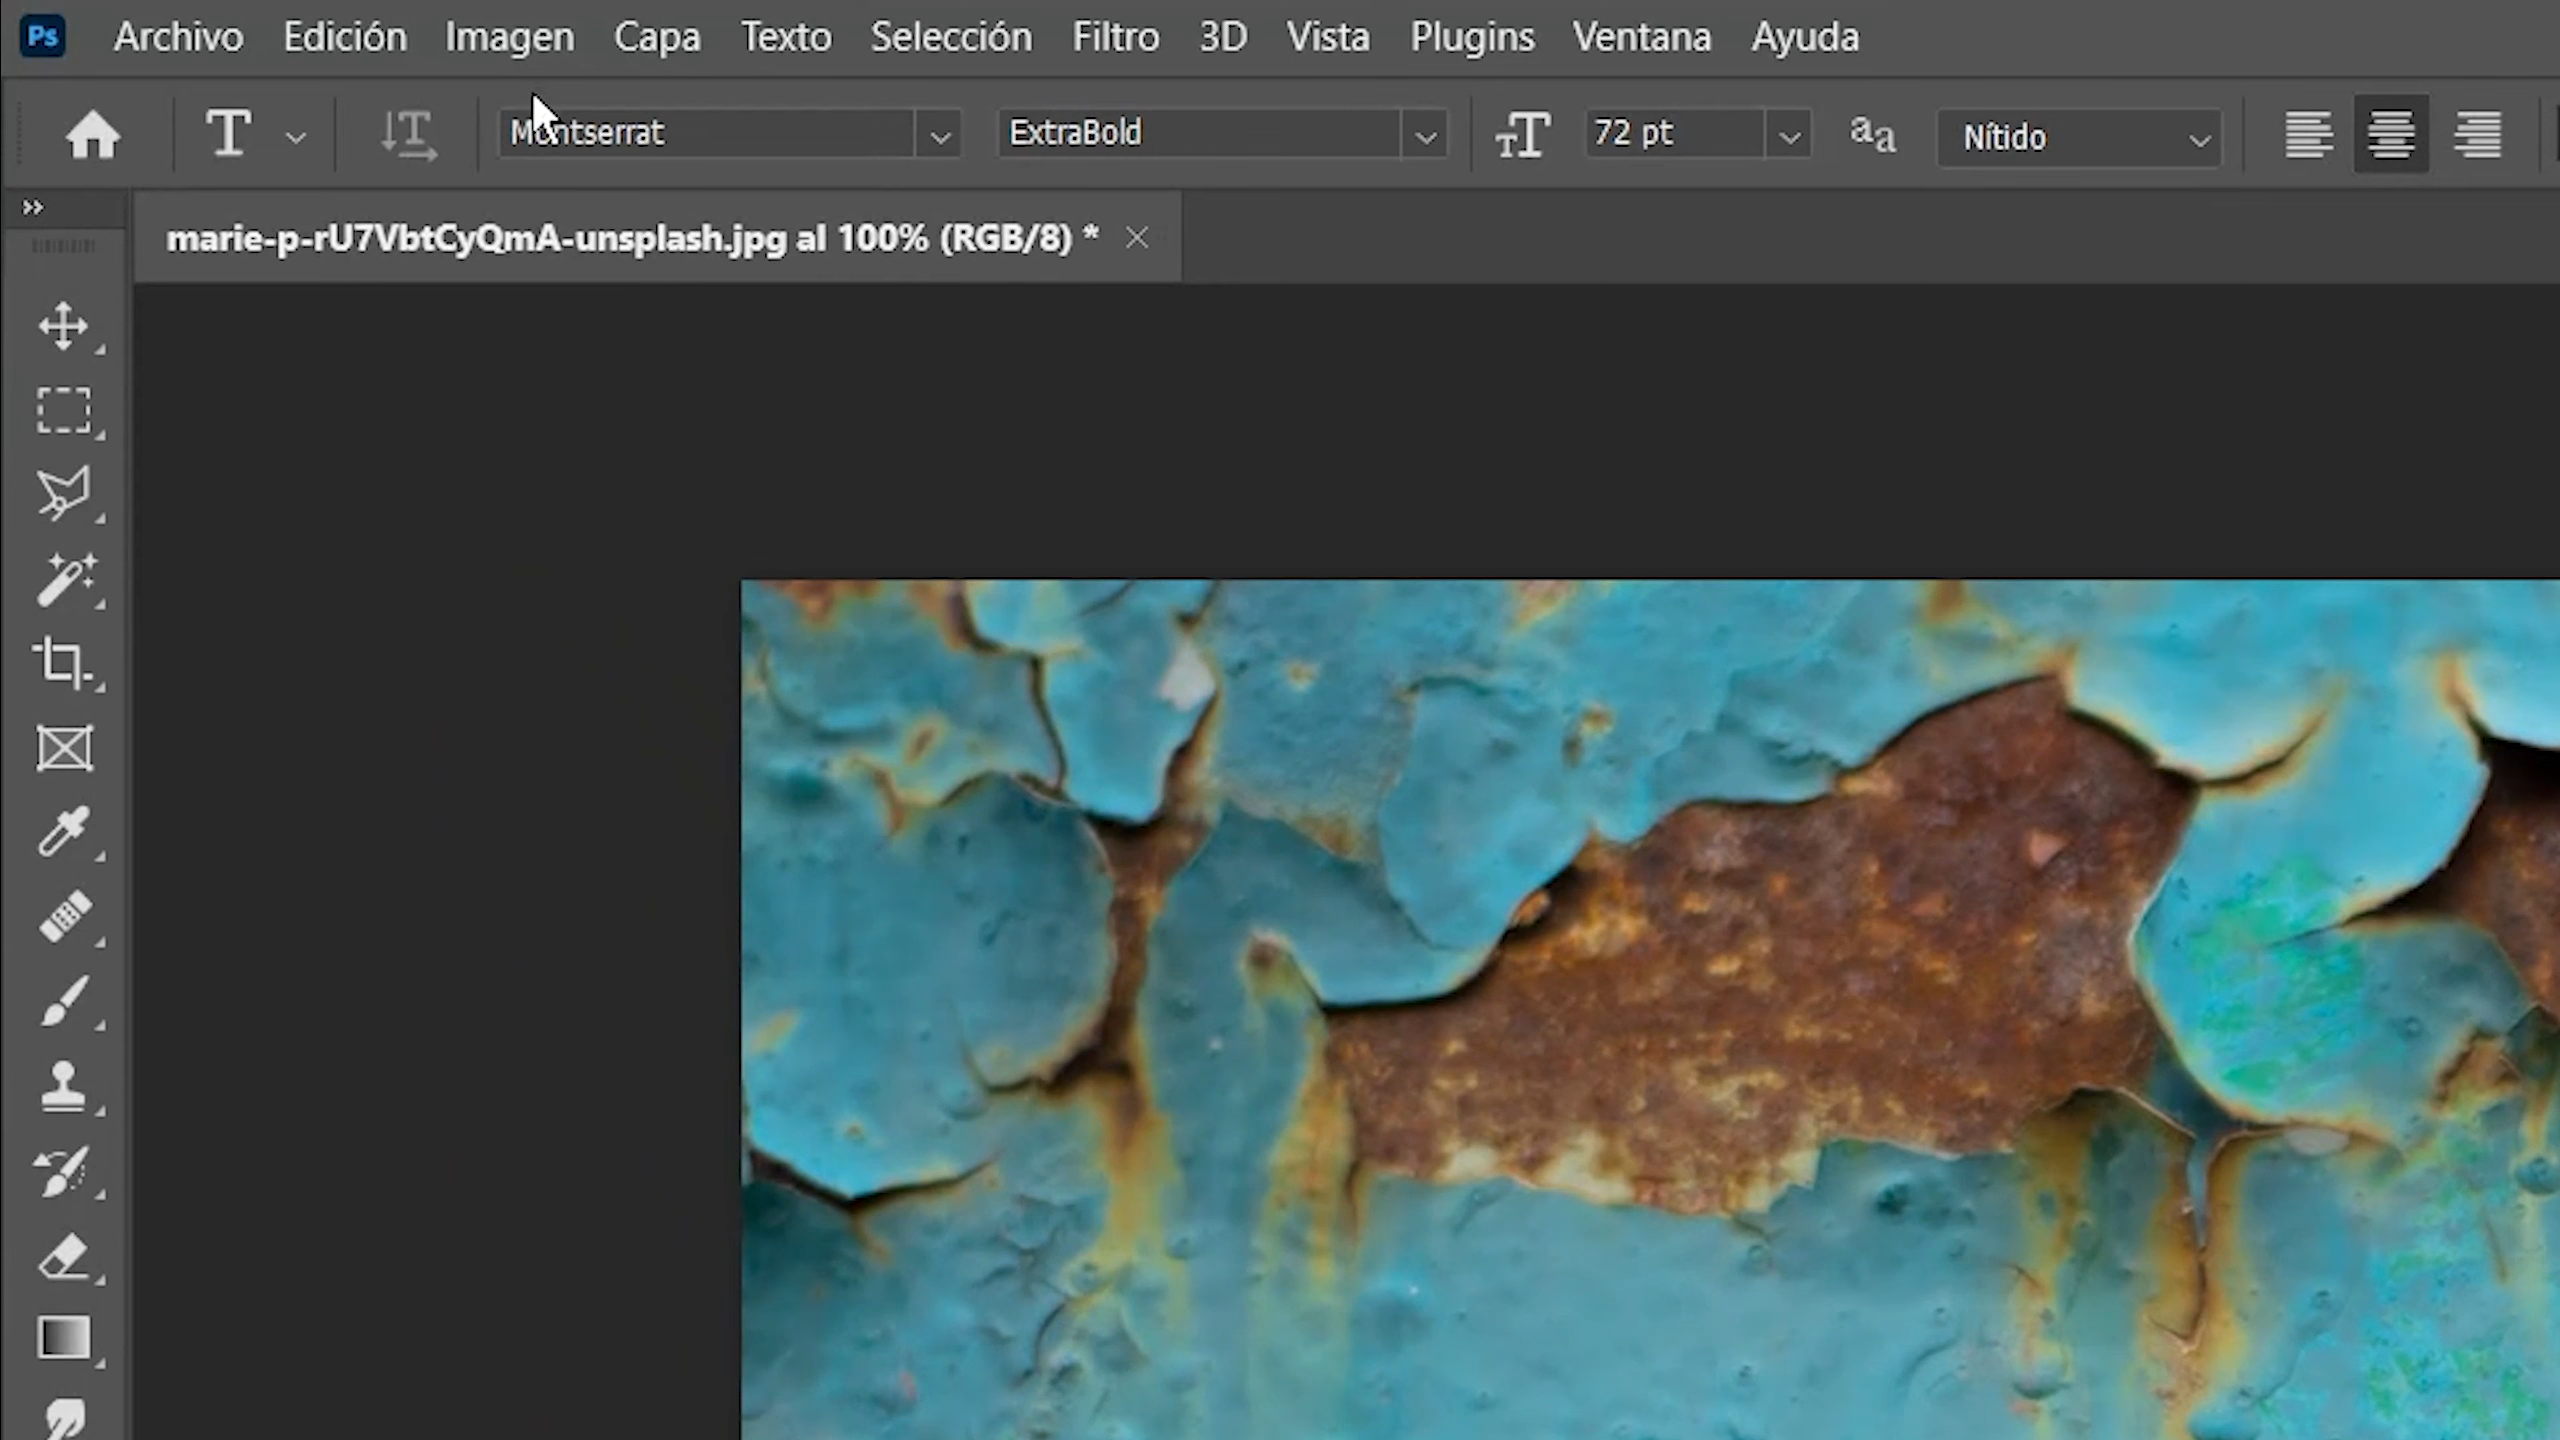 Ps Archivo Edición Imagen Capa Texto Selección Filtro 3D Vista Plugins Ventana Ayuda
T T Montserrat ExtraBold TT 72 pt aa Nítido
marie-p-rU7VbtCyQmA-unsplash.jpg al 100% (RGB/8) *